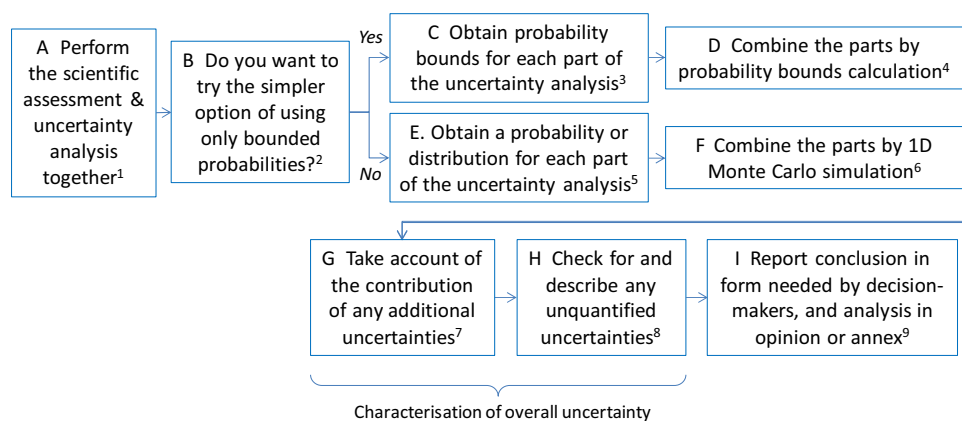 A Perform
the scientific
assessment &
uncertainty
analysis
together1
B Do you want to
try the simpler
option of using
only bounded
probabilities?2
Yes
No
C Obtain probability
bounds for each part of
the uncertainty analysis3
D Combine the parts by
probability bounds calculation4
E. Obtain a probability or
distribution for each part
of the uncertainty analysis5
F Combine the parts by 1D
Monte Carlo simulation6
G Take account of
the contribution
of any additional
uncertainties7
H Check for and
describe any
unquantified
uncertainties8
I Report conclusion in
form needed by decision-
makers, and analysis in
opinion or annex9
Characterisation of overall uncertainty